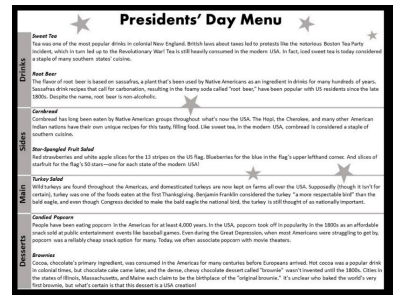 Presidents' Day Menu
Drinks
Sweet Tea
Tea was one of the most popular drinks in colonial New England. British laws about taxes led to protests like the notorious Boston Tea Party
Incident, which in turn led up to the Revolutionary War! Tea is still heavily consumed in the modern USA. In fact, iced sweet tea is today considered
a staple of many southern states' cuisine.
Root Beer
The flavor of root beer is based on sassafras, a plant that's been used by Native Americans as an ingredient in drinks for many hundreds of years.
Sassafras drink recipes that call for carbonation, resulting in the foamy soda called "root beer," have been popular with US residents since the late
1800s. Despite the name, root beer is non-alcoholic.
Sides
Cornbread
Cornbread has long been eaten by Native American groups throughout what's now the USA. The Hopi, the Cherokee, and many other American
Indian nations have their own unique recipes for this tasty, filling food. Like sweet tea, in the modern USA, cornbread is considered a staple of
southern cuisine.
Star-Spangled Fruit Salad
Red strawberries and white apple slices for the 13 stripes on the US flag. Blueberries for the blue in the flag's upper lefthand corner. And slices of
starfruit for the flag's 50 stars—one for each state of the modern USA!
Main
Turkey Salad
Wild turkeys are found throughout the Americas, and domesticated turkeys are now kept on farms all over the USA. Supposedly (though it isn't for
certain), turkey was one of the foods eaten at the first Thanksgiving. Benjamin Franklin considered the turkey "a more respectable bird" than the
bald eagle, and even though Congress decided to make the bald eagle the national bird, the turkey is still thought of as nationally important.
Desserts
Candied Popcorn
People have been eating popcorn in the Americas for at least 4,000 years. In the USA, popcorn took off in popularity in the 1800s as an affordable
snack sold at public entertainment events like baseball games. Even during the Great Depression, when most Americans were struggling to get by,
popcorn was a reliably cheap snack option for many. Today, we often associate popcorn with movie theaters.
Brownies
Cocoa, chocolate's primary ingredient, was consumed in the Americas for many centuries before Europeans arrived. Hot cocoa was a popular drink
in colonial times, but chocolate cake came later, and the dense, chewy chocolate dessert called "brownie" wasn't invented until the 1800s. Cities in
the states of Illinois, Massachusetts, and Maine each claim to be the birthplace of the "original brownie." It's unclear who baked the world's very
first brownie, but what's certain is that this dessert is a USA creation!